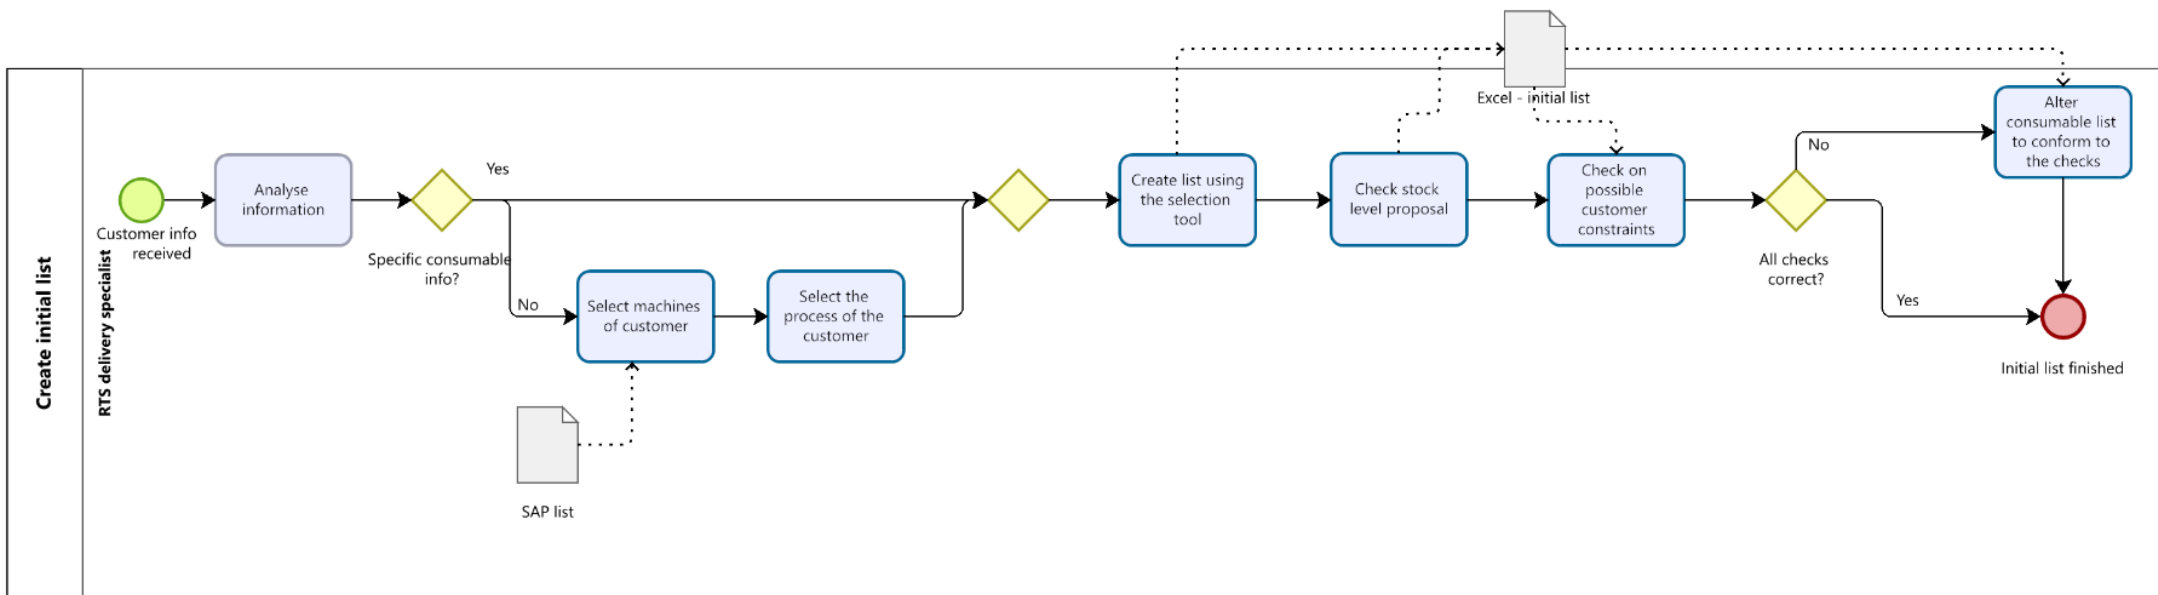 Create initial list
RTS delivery specialist
Customer info
received
Analyse
information
Yes
Specific consumable
info?
No
Select machines
of customer
Select the
process of the
customer
SAP list
Create list using
the selection
tool
Check stock
level proposal
Excel - initial list
Check on
possible
customer
constraints
All checks
correct?
No
Yes
Alter
consumable list
to conform to
the checks
Initial list finished